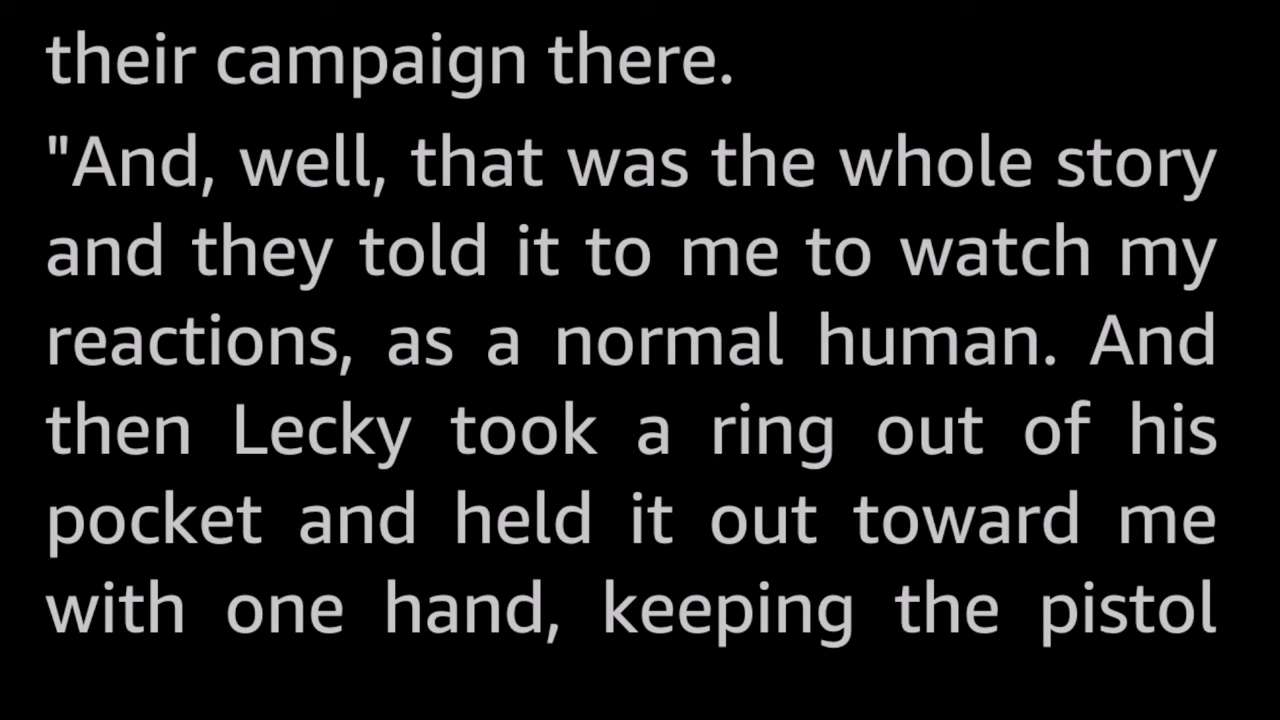 their campaign there.
"And, well, that was the whole story
and they told it to me to watch my
reactions, as a normal human. And
then Lecky took a ring out of his
pocket and held it out toward me
with one hand, keeping the pistol